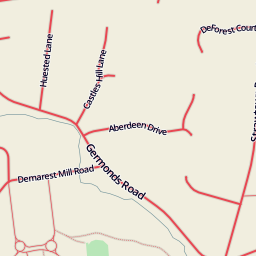 DeForest Court
Huested Lane
Castles Hill Lane
Aberdeen Drive
Germonds Road
Demarest Mill Road